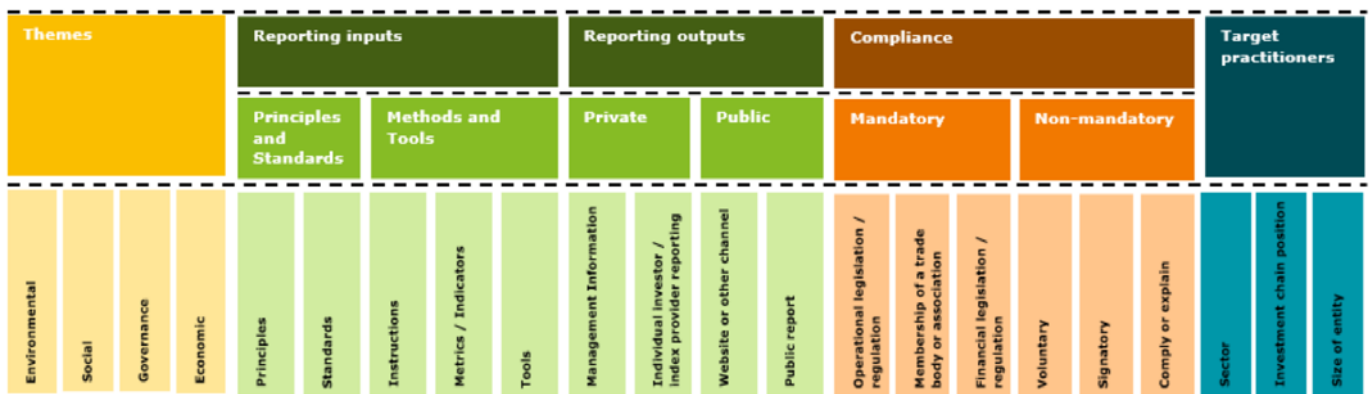 Themes
Reporting inputs
Reporting outputs
Compliance
Target
practitioners
Principles
and
Standards
Methods and
Tools
Private
Public
Mandatory
Non-mandatory
Environmental
Social
Governance
Economic
Principles
Standards
Instructions
Metrics / Indicators
Tools
Management Information
Individual investor /
index provider reporting
Website or other channel
Public report
Operational legislation /
regulation
Membership of a trade
body or association
Financial legislation /
regulation
Voluntary
Signatory
Comply or explain
Sector
Investment chain position
Size of entity